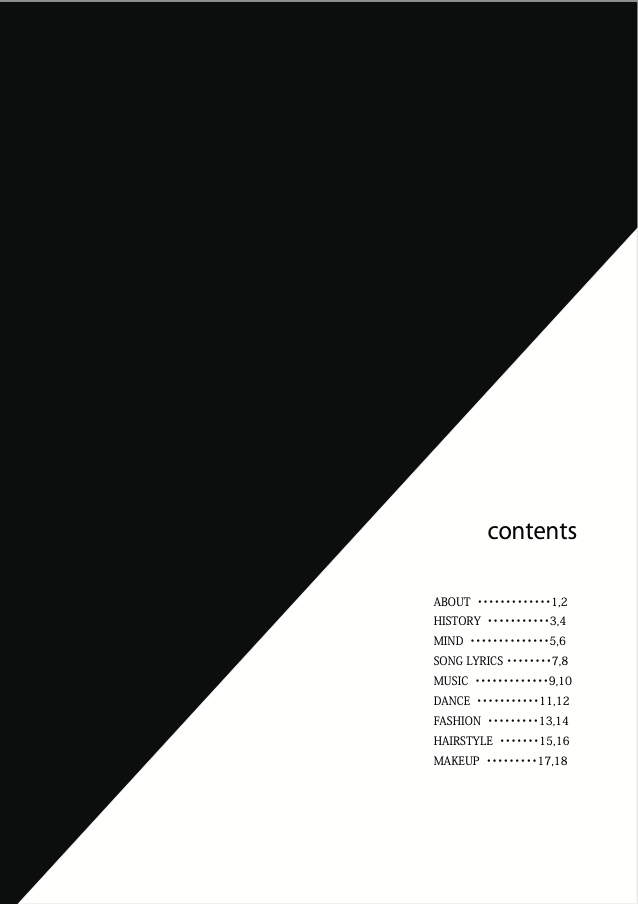 contents
ABOUT ·············1,2
HISTORY ···········3,4
MIND ··············5,6
SONG LYRICS ········7,8
MUSIC ·············9,10
DANCE ···········11,12
FASHION ·········13,14
HAIRSTYLE ·······15,16
MAKEUP ·········17,18